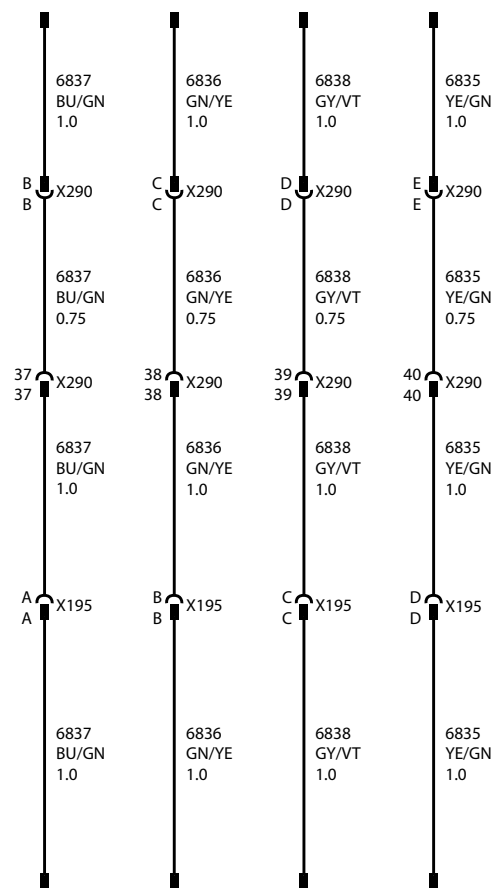 6837
BU/GN
1.0
6836
GN/YE
1.0
6838
GY/VT
1.0
6835
YE/GN
1.0
B
B
X290
C
C
X290
D
D
X290
E
E
X290
6837
BU/GN
0.75
6836
GN/YE
0.75
6838
GY/VT
0.75
6835
YE/GN
0.75
37
37
X290
38
38
X290
39
39
X290
40
40
X290
6837
BU/GN
1.0
6836
GN/YE
1.0
6838
GY/VT
1.0
6835
YE/GN
1.0
A
A
X195
B
B
X195
C
C
X195
D
D
X195
6837
BU/GN
1.0
6836
GN/YE
1.0
6838
GY/VT
1.0
6835
YE/GN
1.0